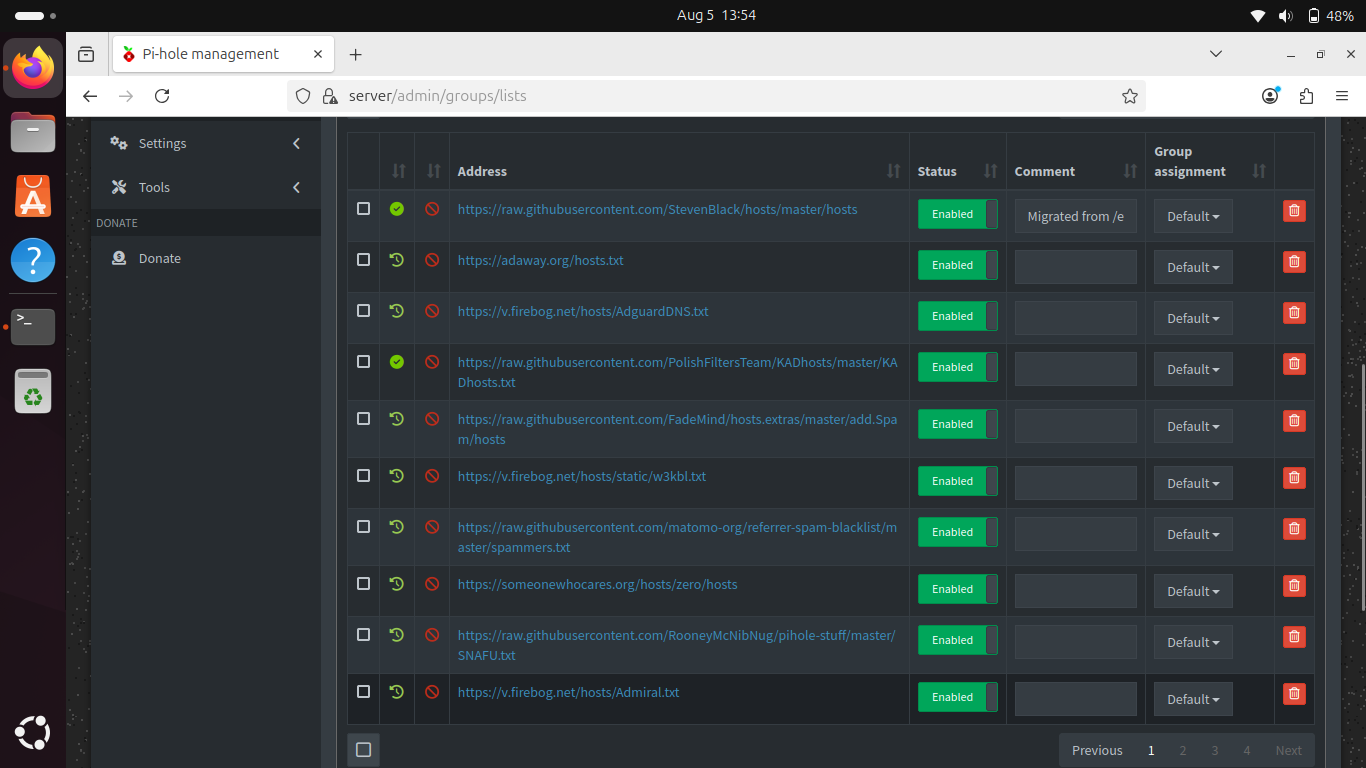 Aug 5 13:54
48%
Pi-hole management
server/admin/groups/lists
Settings
Tools
DONATE
Donate
Address
Status
Comment
Group
assignment
https://raw.githubusercontent.com/StevenBlack/hosts/master/hosts
Enabled
Migrated from /e
Default
https://adaway.org/hosts.txt
Enabled
Default
https://v.firebog.net/hosts/AdguardDNS.txt
Enabled
Default
https://raw.githubusercontent.com/PolishFiltersTeam/KADhosts/master/KA
Dhosts.txt
Enabled
Default
https://raw.githubusercontent.com/FadeMind/hosts.extras/master/add.Spa
m/hosts
Enabled
Default
https://v.firebog.net/hosts/static/w3kbl.txt
Enabled
Default
https://raw.githubusercontent.com/matomo-org/referrer-spam-blacklist/m
aster/spammers.txt
Enabled
Default
https://someonewhocares.org/hosts/zero/hosts
Enabled
Default
https://raw.githubusercontent.com/RooneyMcNibNug/pihole-stuff/master/
SNAFU.txt
Enabled
Default
https://v.firebog.net/hosts/Admiral.txt
Enabled
Default
Previous 1 2 3 4 Next